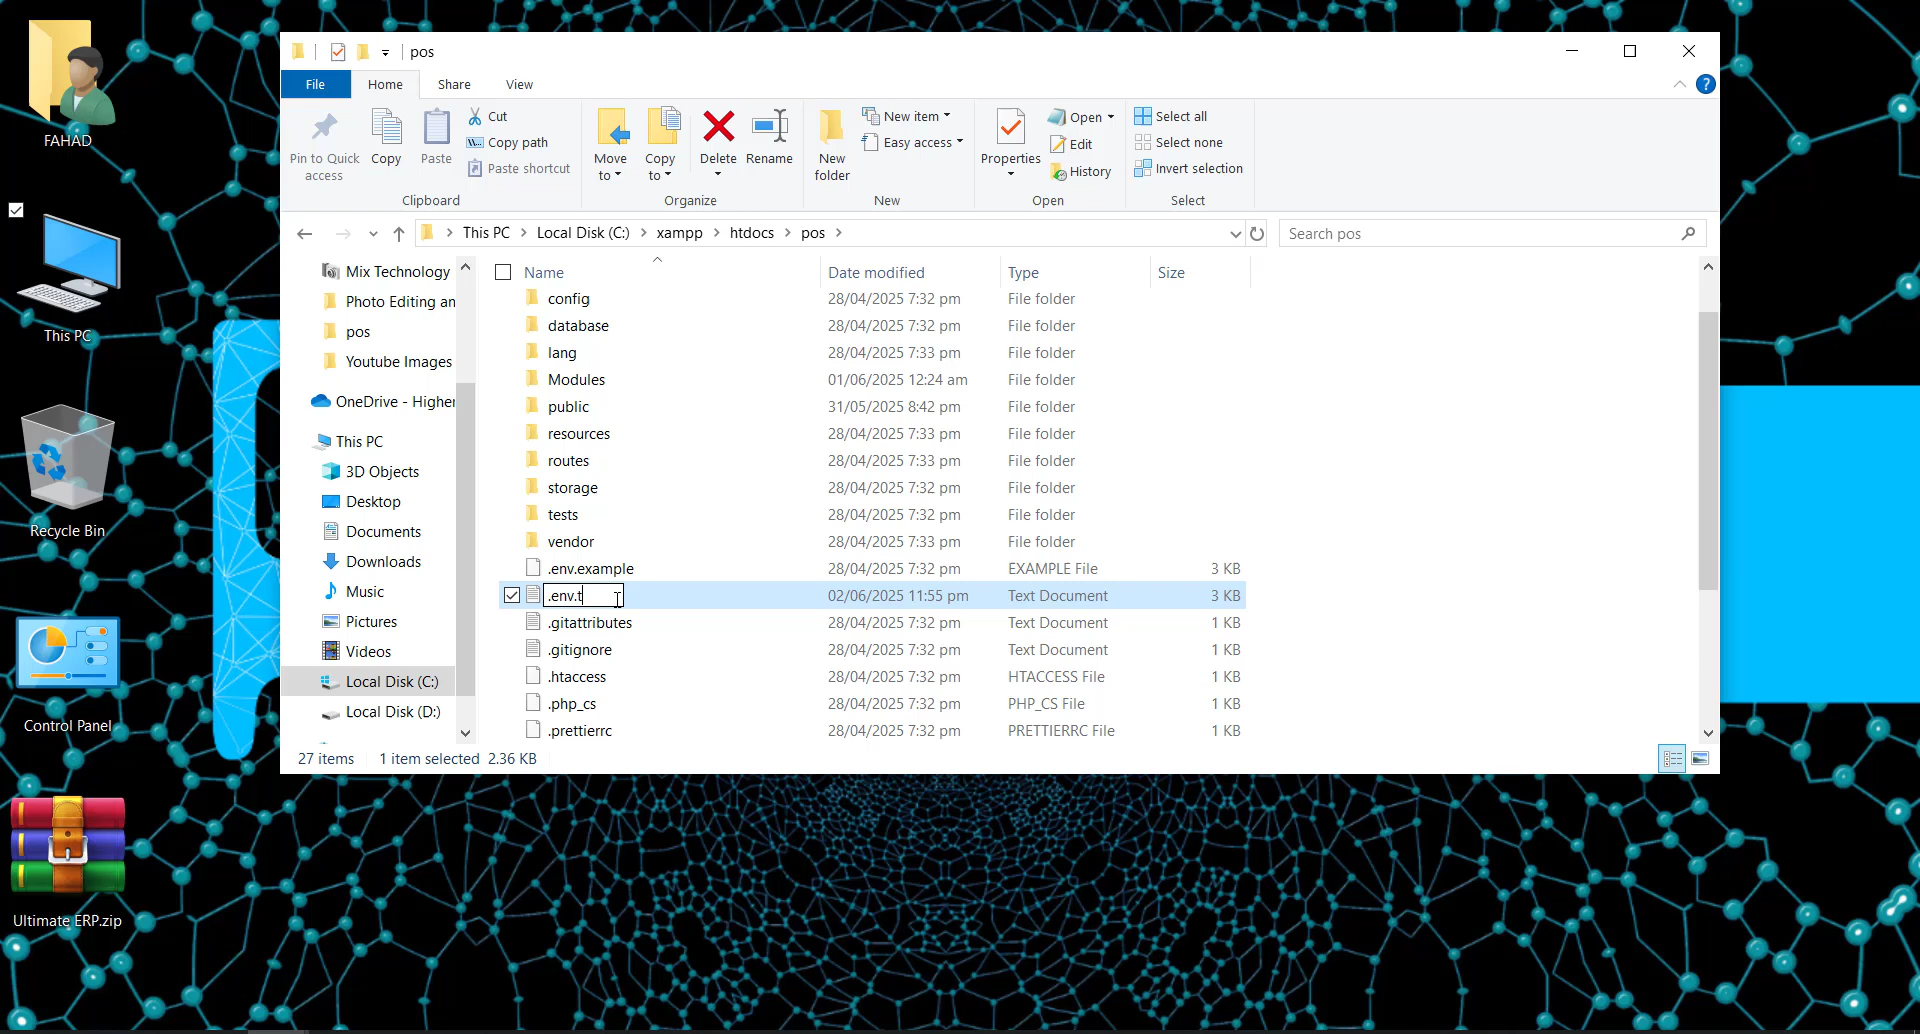 pos
File
Home
Share
View
Pin to Quick access
Copy
Paste
Cut
Copy path
Paste shortcut
Clipboard
Move to
Copy to
Delete
Rename
Organize
New folder
New item
Easy access
New
Properties
Open
Edit
History
Open
Select all
Select none
Invert selection
Select
This PC
Local Disk (C:)
xampp
htdocs
pos
Search pos
Mix Technology
Photo Editing an
pos
Youtube Images
OneDrive - Higher
This PC
3D Objects
Desktop
Documents
Downloads
Music
Pictures
Videos
Local Disk (C:)
Local Disk (D:)
Name Date modified Type Size
config 28/04/2025 7:32 pm File folder
database 28/04/2025 7:32 pm File folder
lang 28/04/2025 7:33 pm File folder
Modules 01/06/2025 12:24 am File folder
public 31/05/2025 8:42 pm File folder
resources 28/04/2025 7:33 pm File folder
routes 28/04/2025 7:33 pm File folder
storage 28/04/2025 7:32 pm File folder
tests 28/04/2025 7:32 pm File folder
vendor 28/04/2025 7:33 pm File folder
.env.example 28/04/2025 7:32 pm EXAMPLE File 3 KB
.env.t 02/06/2025 11:55 pm Text Document 3 KB
.gitattributes 28/04/2025 7:32 pm Text Document 1 KB
.gitignore 28/04/2025 7:32 pm Text Document 1 KB
.htaccess 28/04/2025 7:32 pm HTACCESS File 1 KB
.php_cs 28/04/2025 7:32 pm PHP_CS File 1 KB
.prettierrc 28/04/2025 7:32 pm PRETTIERRC File 1 KB
27 items 1 item selected 2.36 KB
FAHAD
This PC
Recycle Bin
Control Panel
Ultimate ERP.zip